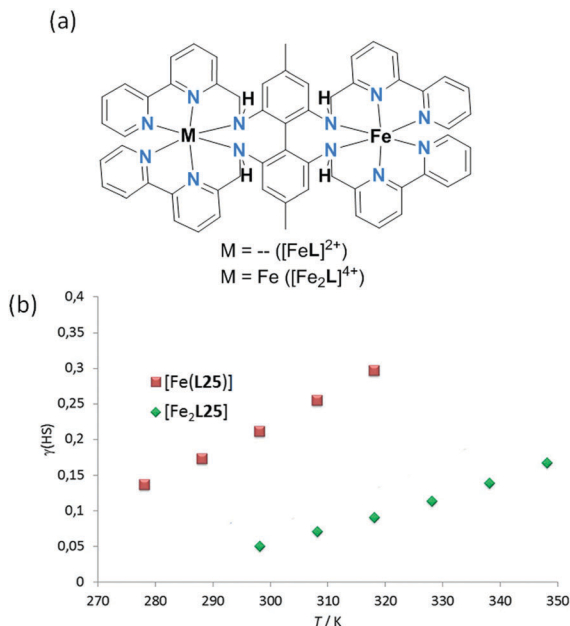 (a)
H H
N N N N
N M N N Fe N
N N N N
N H H N
M = -- ([FeL]²⁺)
M = Fe ([Fe₂L]⁴⁺)
(b)
0,4
0,35
0,3
0,25
0,2
0,15
0,1
0,05
0
γ(HS)
[Fe(L25)]
[Fe₂L25]
270 280 290 300 310 320 330 340 350
T / K